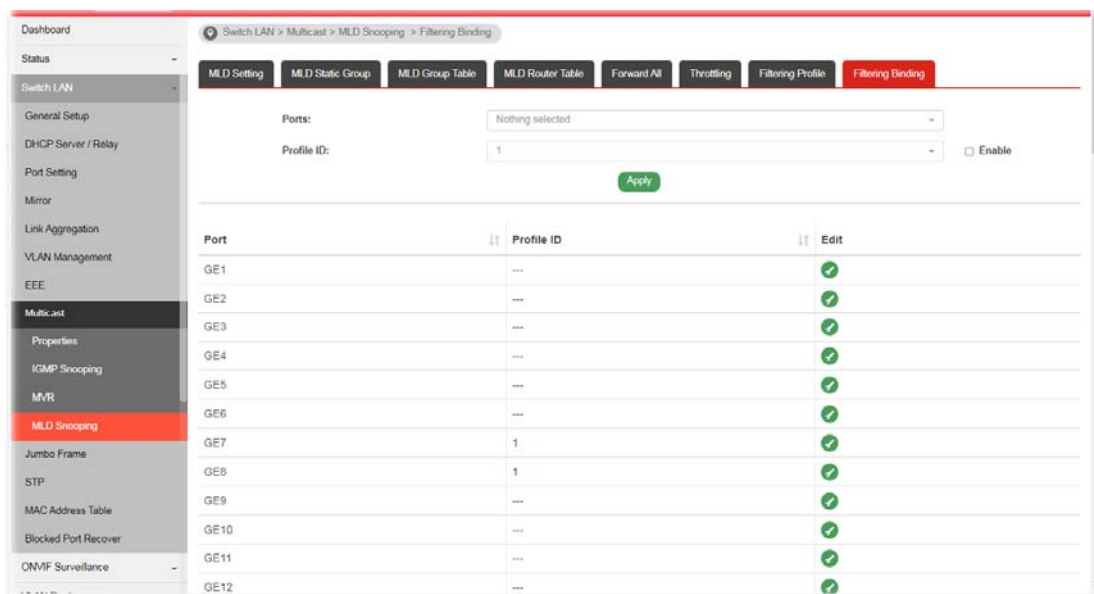 Dashboard
Status
Switch LAN
General Setup
DHCP Server / Relay
Port Setting
Mirror
Link Aggregation
VLAN Management
EEE
Multicast
Properties
IGMP Snooping
MVR
MLD Snooping
Jumbo Frame
STP
MAC Address Table
Blocked Port Recover
ONVIF Surveillance
Switch LAN > Multicast > MLD Snooping > Filtering Binding
MLD Setting MLD Static Group MLD Group Table MLD Router Table Forward All Throttling Filtering Profile Filtering Binding
Ports: Nothing selected
Profile ID: 1 Enable
Apply
Port Profile ID Edit
GE1 ---
GE2 ---
GE3 ---
GE4 ---
GE5 ---
GE6 ---
GE7 1
GE8 1
GE9 ---
GE10 ---
GE11 ---
GE12 ---